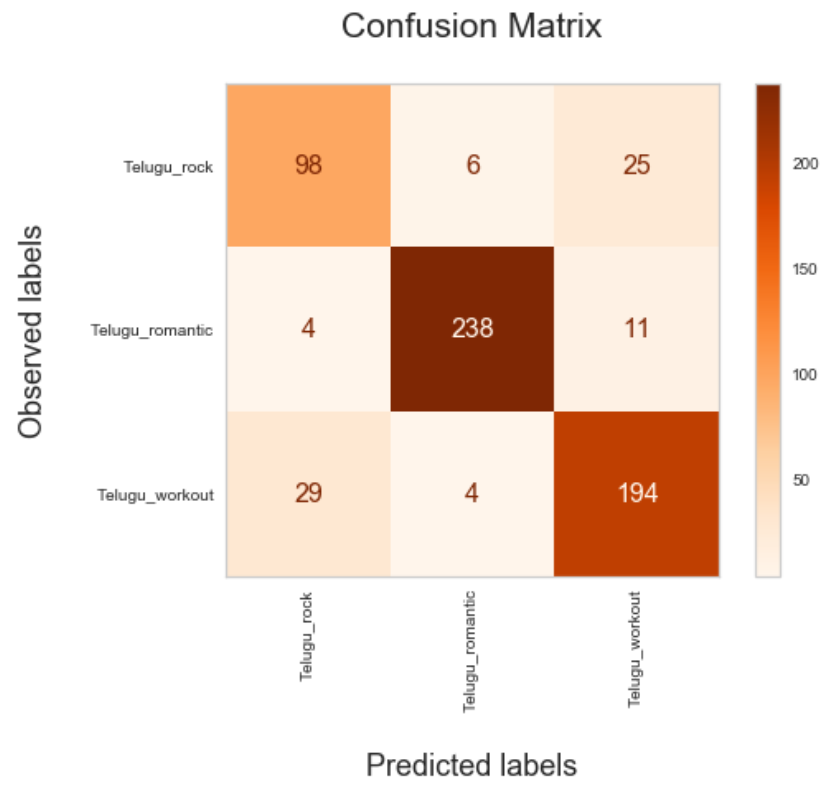 Confusion Matrix
Observed labels
Telugu_rock 98 6 25
Telugu_romantic 4 238 11
Telugu_workout 29 4 194
Telugu_rock Telugu_romantic Telugu_workout
Predicted labels
200
150
100
50